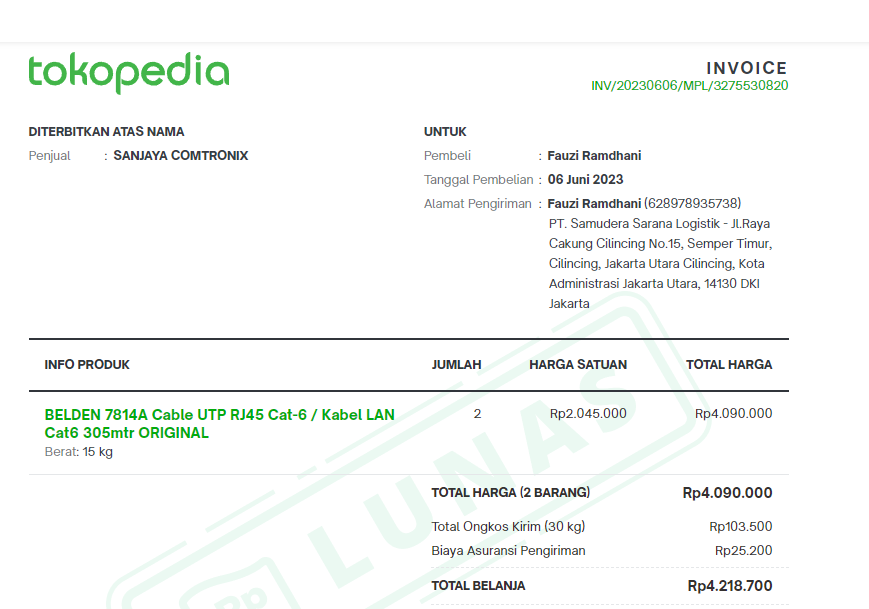 tokopedia
INVOICE
INV/20230606/MPL/3275530820
DITERBITKAN ATAS NAMA
Penjual : SANJAYA COMTRONIX
UNTUK
Pembeli : Fauzi Ramdhani
Tanggal Pembelian : 06 Juni 2023
Alamat Pengiriman : Fauzi Ramdhani (628978935738)
PT. Samudera Sarana Logistik - Jl.Raya
Cakung Cilincing No.15, Semper Timur,
Cilincing, Jakarta Utara Cilincing, Kota
Administrasi Jakarta Utara, 14130 DKI
Jakarta
INFO PRODUK JUMLAH HARGA SATUAN TOTAL HARGA
BELDEN 7814A Cable UTP RJ45 Cat-6 / Kabel LAN
Cat6 305mtr ORIGINAL
2 Rp2.045.000 Rp4.090.000
Berat: 15 kg
LUNAS
Rp
TOTAL HARGA (2 BARANG) Rp4.090.000
Total Ongkos Kirim (30 kg) Rp103.500
Biaya Asuransi Pengiriman Rp25.200
TOTAL BELANJA Rp4.218.700